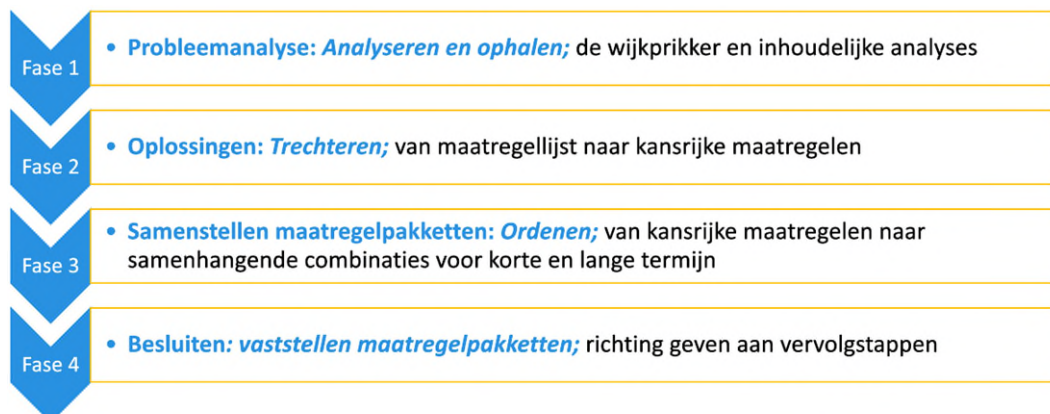 Fase 1
• Probleemanalyse: Analyseren en ophalen; de wijkprikker en inhoudelijke analyses
Fase 2
• Oplossingen: Trechteren; van maatregellijst naar kansrijke maatregelen
Fase 3
• Samenstellen maatregelpakketten: Ordenen; van kansrijke maatregelen naar
samenhangende combinaties voor korte en lange termijn
Fase 4
• Besluiten: vaststellen maatregelpakketten; richting geven aan vervolgstappen